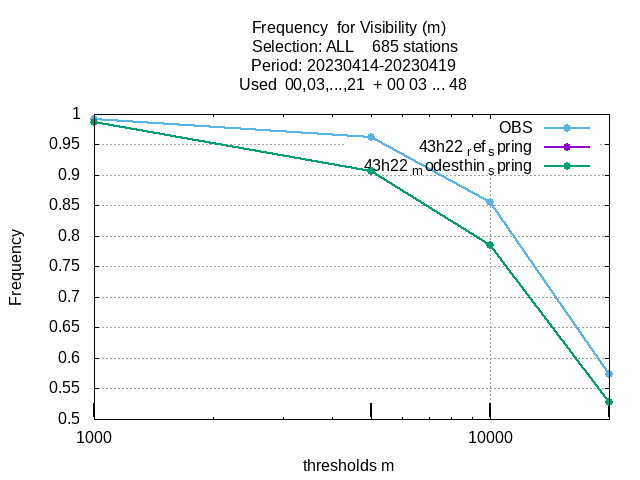 Frequency  for Visibility (m)
Selection: ALL    685 stations
Period: 20230414-20230419
Used  00,03,...,21  + 00 03 ... 48
1
0.95
0.9
0.85
0.8
0.75
0.7
0.65
0.6
0.55
0.5
Frequency
OBS
43h22 ref spring
43h22 modesthin spring
1000
10000
thresholds m